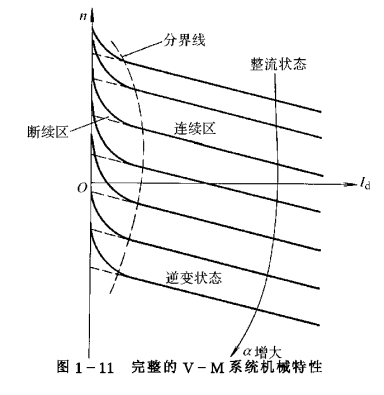 n
分界线
整流状态
断续区
连续区
O
I_d
逆变状态
α增大
图 1-11 完整的 V-M 系统机械特性